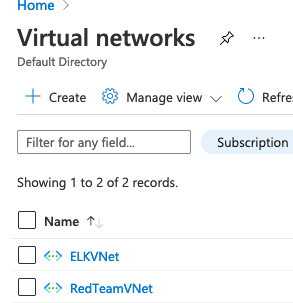 Home
Virtual networks
Default Directory
Create Manage view
Filter for any field...
Subscription
Showing 1 to 2 of 2 records.
Name
ELKVNet
RedTeamVNet